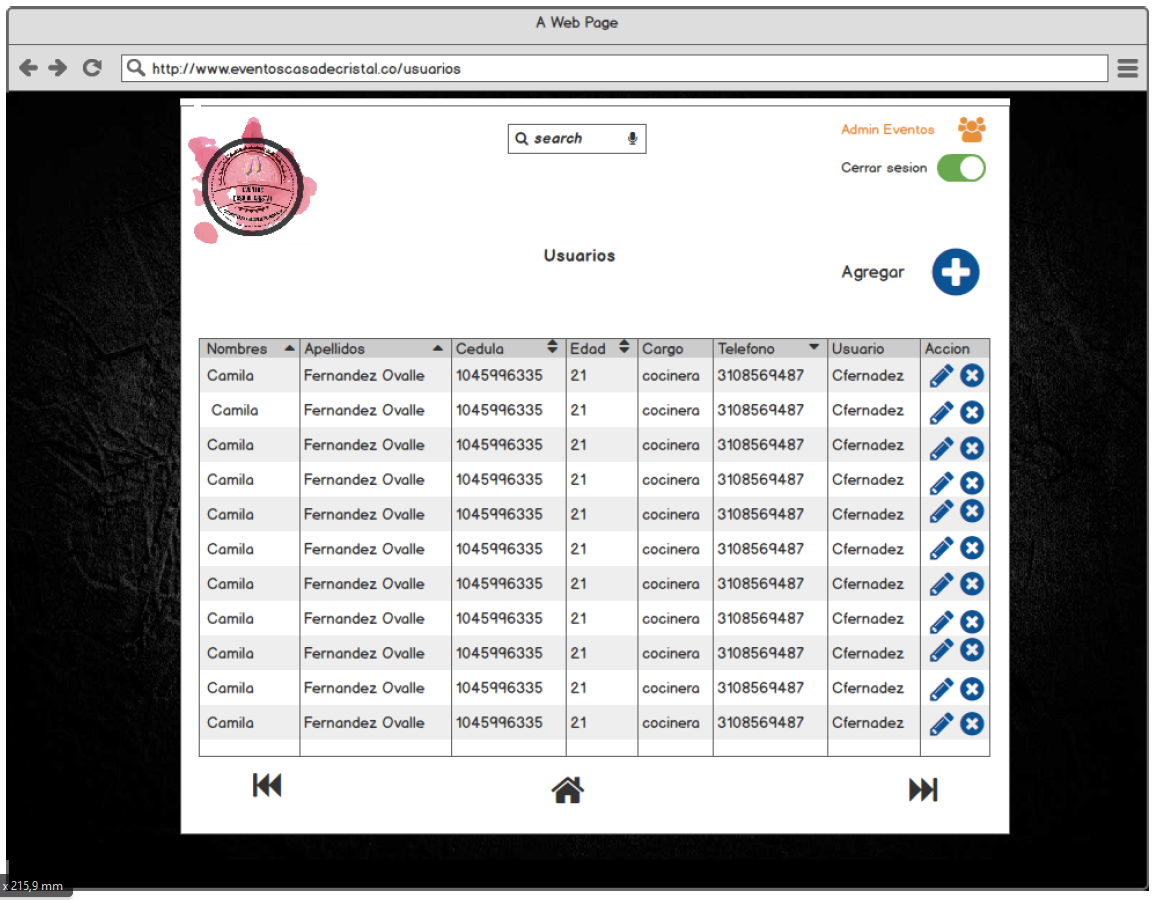 A Web Page
http://www.eventoscasadecristal.co/usuarios
search
Admin Eventos
Cerrar sesion
Usuarios
Agregar
Nombres Apellidos Cedula Edad Cargo Telefono Usuario Accion
Camila Fernandez Ovalle 1045996335 21 cocinera 3108569487 Cfernadez
Camila Fernandez Ovalle 1045996335 21 cocinera 3108569487 Cfernadez
Camila Fernandez Ovalle 1045996335 21 cocinera 3108569487 Cfernadez
Camila Fernandez Ovalle 1045996335 21 cocinera 3108569487 Cfernadez
Camila Fernandez Ovalle 1045996335 21 cocinera 3108569487 Cfernadez
Camila Fernandez Ovalle 1045996335 21 cocinera 3108569487 Cfernadez
Camila Fernandez Ovalle 1045996335 21 cocinera 3108569487 Cfernadez
Camila Fernandez Ovalle 1045996335 21 cocinera 3108569487 Cfernadez
Camila Fernandez Ovalle 1045996335 21 cocinera 3108569487 Cfernadez
Camila Fernandez Ovalle 1045996335 21 cocinera 3108569487 Cfernadez
Camila Fernandez Ovalle 1045996335 21 cocinera 3108569487 Cfernadez
x 215,9 mm